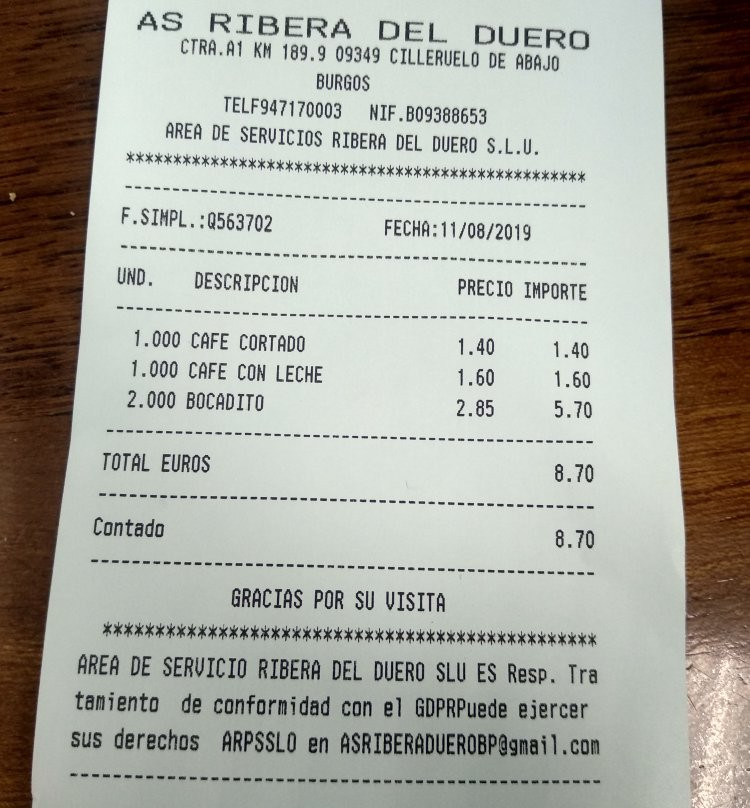 AS RIBERA DEL DUERO
CTRA.A1 KM 189.9 09349 CILLERUELO DE ABAJO
BURGOS
TELF947170003 NIF.B09388653
AREA DE SERVICIOS RIBERA DEL DUERO S.L.U.
*************************************************
--------------------------------------------------
F.SIMPL.:Q563702 FECHA:11/08/2019
--------------------------------------------------
UND. DESCRIPCION PRECIO IMPORTE
--------------------------------------------------
1.000 CAFE CORTADO 1.40 1.40
1.000 CAFE CON LECHE 1.60 1.60
2.000 BOCADITO 2.85 5.70
--------------------------------------------------
TOTAL EUROS 8.70
--------------------------------------------------
Contado 8.70
--------------------------------------------------
GRACIAS POR SU VISITA
*************************************************
AREA DE SERVICIO RIBERA DEL DUERO SLU ES Resp. Tra
tamiento de conformidad con el GDPRPuede ejercer
sus derechos ARPSSLO en ASRIBERADUEROBP@gmail.com
--------------------------------------------------